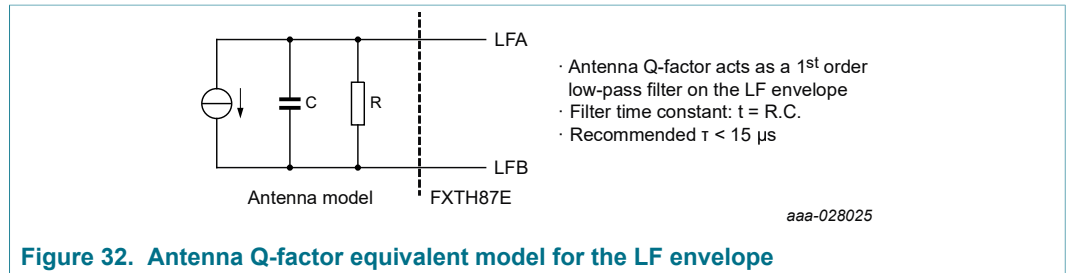 LFA
C
R
LFB
Antenna model
FXTH87E
· Antenna Q-factor acts as a 1st order
low-pass filter on the LF envelope
· Filter time constant: t = R.C.
· Recommended τ < 15 μs
aaa-028025
Figure 32. Antenna Q-factor equivalent model for the LF envelope